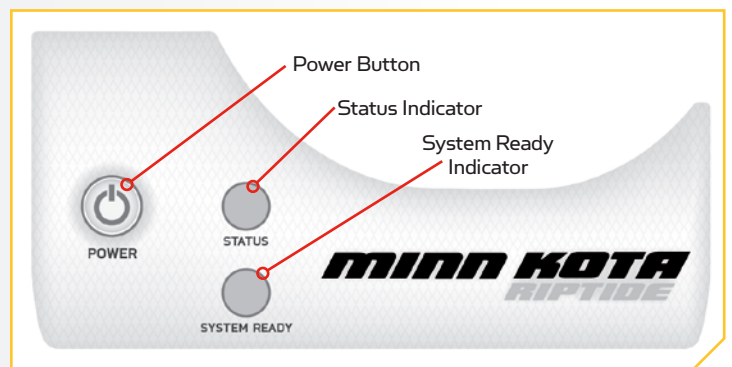 Power Button
Status Indicator
System Ready
Indicator
POWER
STATUS
MINN KOTA
RIPTIDE
SYSTEM READY